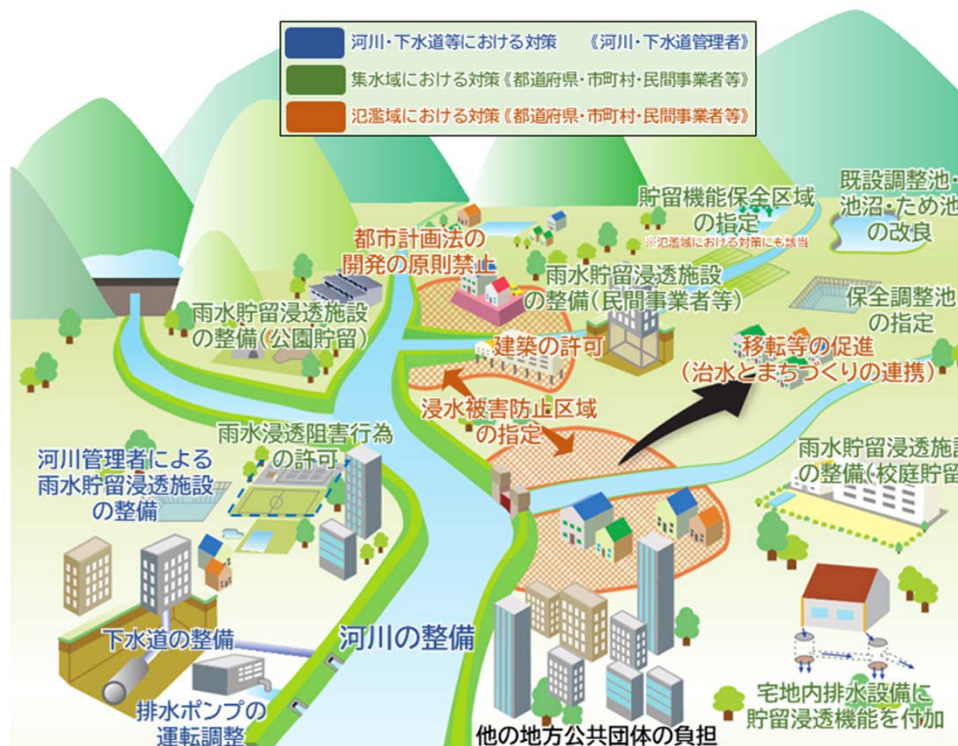 河川・下水道等における対策 《河川・下水道管理者》
集水域における対策《都道府県・市町村・民間事業者等》
氾濫域における対策《都道府県・市町村・民間事業者等》
貯留機能保全区域
の指定
※氾濫域における対策にも該当
既設調整池・
池沼・ため池
の改良
都市計画法の
開発の原則禁止
雨水貯留浸透施設
の整備(民間事業者等)
雨水貯留浸透施設
の整備(公園貯留)
保全調整池
の指定
建築の許可
移転等の促進
(治水とまちづくりの連携)
浸水被害防止区域
の指定
雨水浸透阻害行為
の許可
河川管理者による
雨水貯留浸透施設
の整備
雨水貯留浸透施設
の整備(校庭貯留
下水道の整備
河川の整備
排水ポンプの
運転調整
宅地内排水設備に
貯留浸透機能を付加
他の地方公共団体の負担